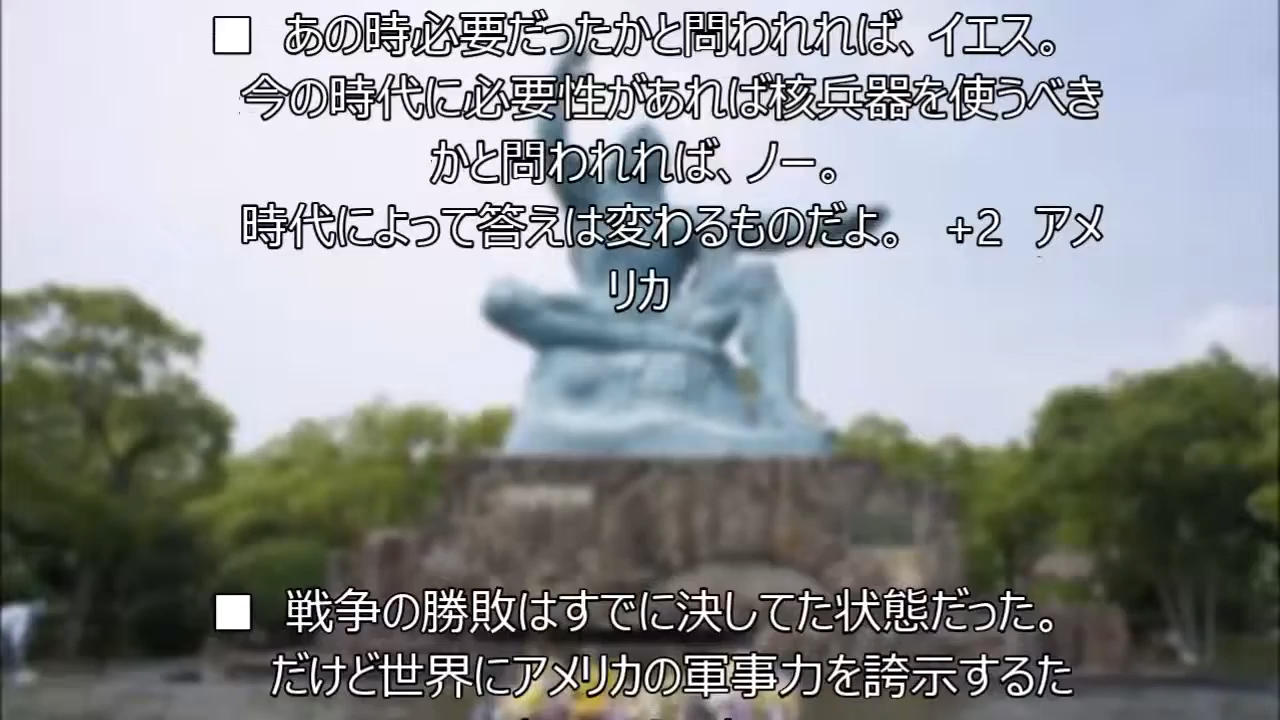 ■ あの時必要だったかと問われれば、イエス。
今の時代に必要性があれば核兵器を使うべき
かと問われれば、ノー。
時代によって答えは変わるものだよ。 +2 アメ
リカ
■ 戦争の勝敗はすでに決してた状態だった。
だけど世界にアメリカの軍事力を誇示するた